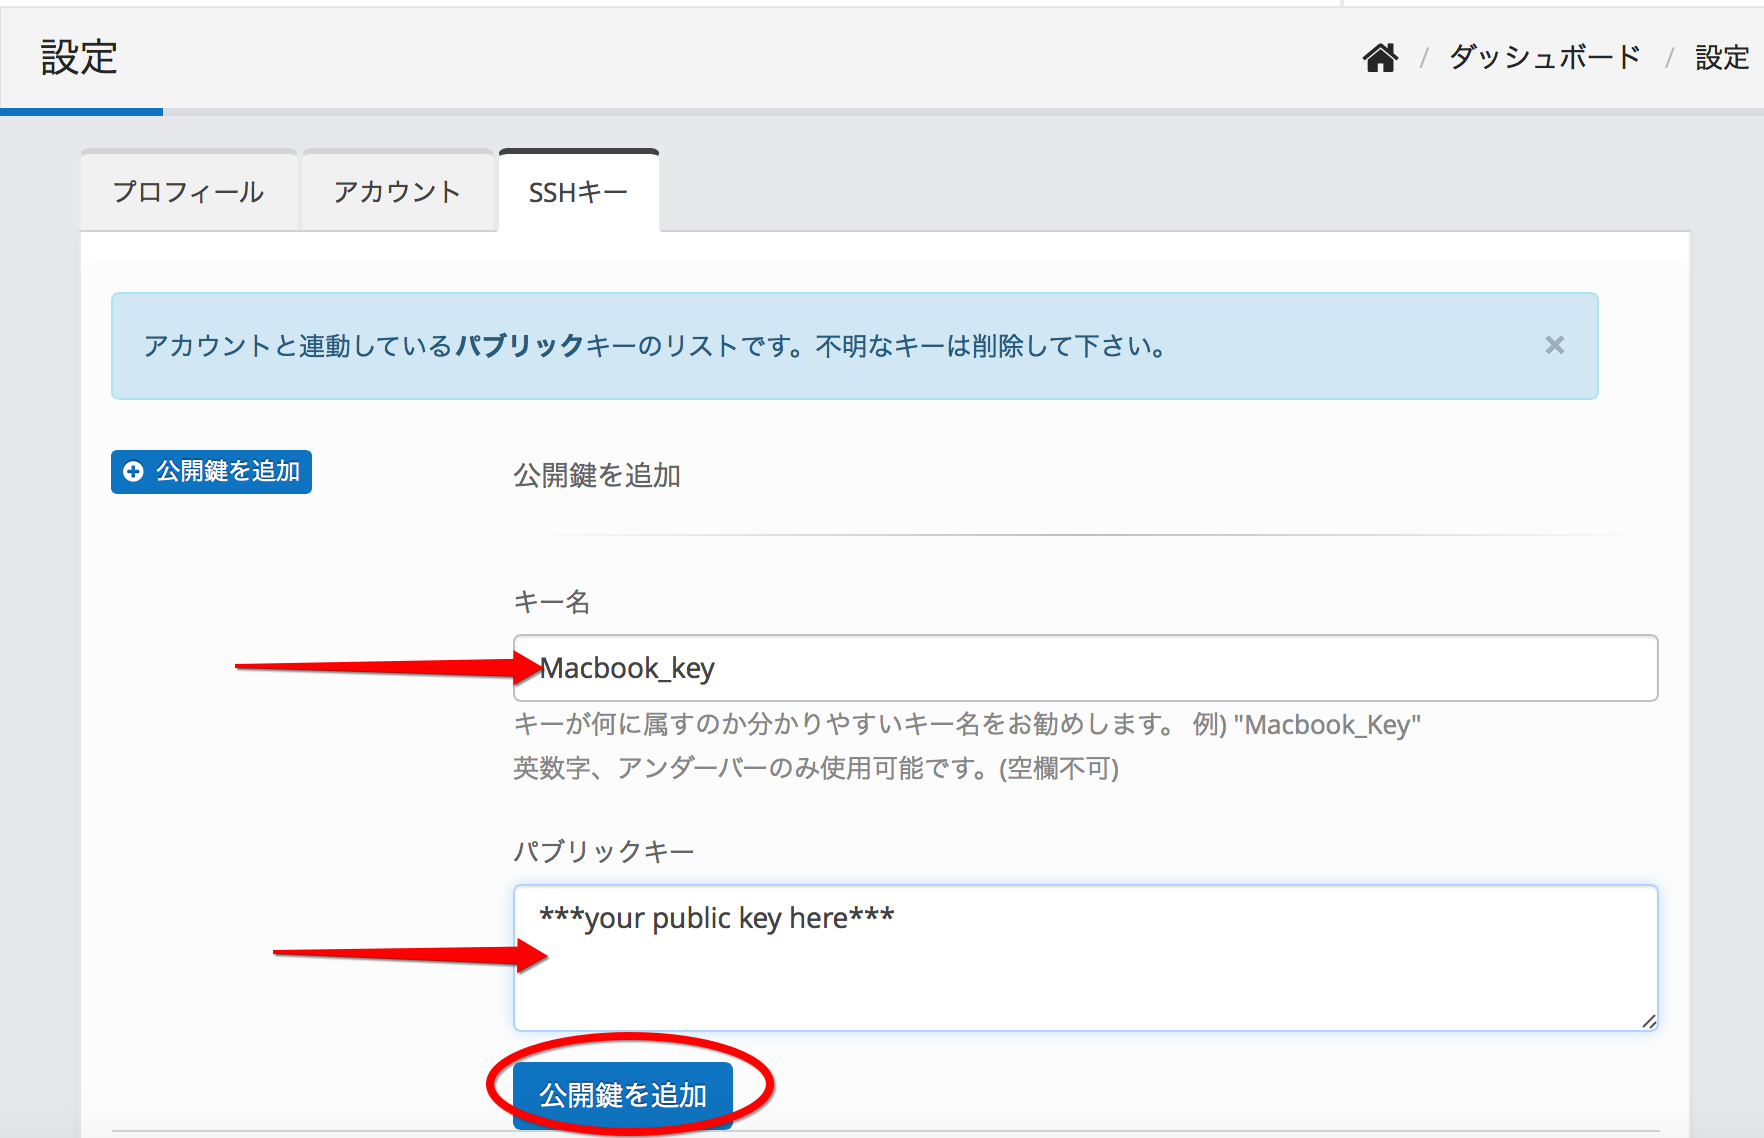 設定
/ ダッシュボード / 設定
プロフィール アカウント SSHキー
アカウントと連動しているパブリックキーのリストです。不明なキーは削除して下さい。 ×
公開鍵を追加
公開鍵を追加
キー名
Macbook_key
キーが何に属すのか分かりやすいキー名をお勧めします。 例) "Macbook_Key"
英数字、アンダーバーのみ使用可能です。(空欄不可)
パブリックキー
***your public key here***
公開鍵を追加